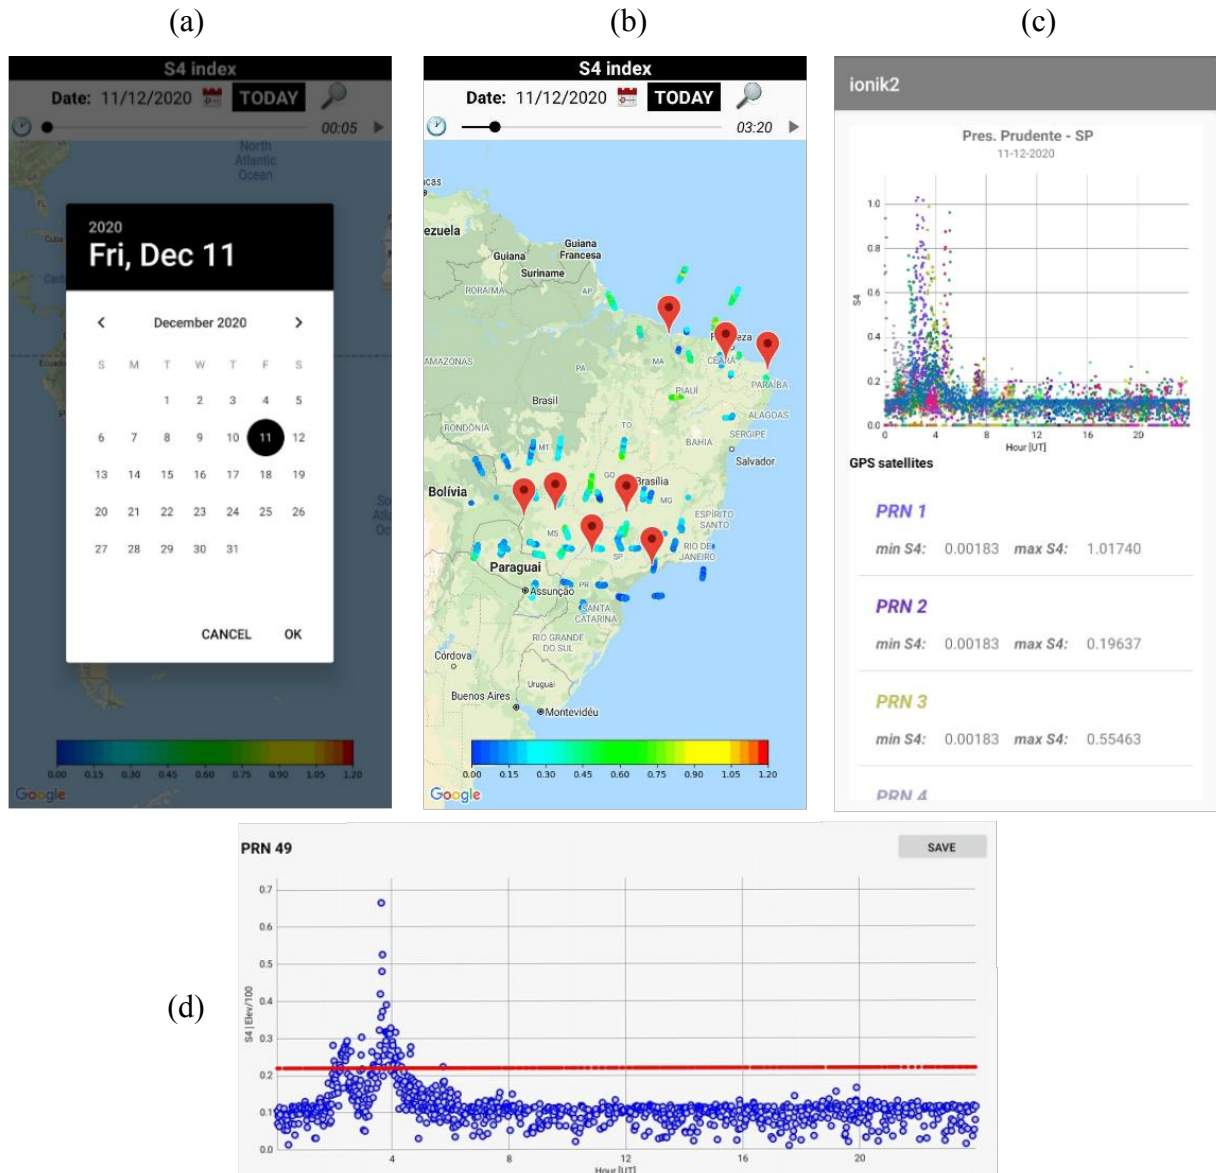 (a)
(b)
(c)
S4 index
Date: 11/12/2020 TODAY
00:05
North
Atlantic
Ocean
Cuba
2020
Fri, Dec 11
December 2020
S M T W T F S
1 2 3 4 5
6 7 8 9 10 11 12
13 14 15 16 17 18 19
20 21 22 23 24 25 26
27 28 29 30 31
CANCEL OK
0.00 0.15 0.30 0.45 0.60 0.75 0.90 1.05 1.20
Google
S4 index
Date: 11/12/2020 TODAY
03:20
Guiana
Guiana
Francesa
Suriname
RORAIMA
AP
AMAZONAS
PA
MA
CEARÁ
PIAUÍ
PARAÍBA
ALAGOAS
SERGIPE
Brasil
TO
BAHIA
Salvador
RONDÔNIA
MT
GO
Brasília
Bolívia
MG
ESPÍRITO
SANTO
MS
SP
RIO DE
JANEIRO
Paraguai
Assunção
PR
SANTA
CATARINA
RIO GRANDE
DO SUL
Córdova
Uruguai
Buenos Aires
Montevidéu
0.00 0.15 0.30 0.45 0.60 0.75 0.90 1.05 1.20
Google
ionik2
Pres. Prudente - SP
11-12-2020
1.0
0.8
0.6
S4
0.4
0.2
0.0
0 4 8 12 16 20
Hour [UT]
GPS satellites
PRN 1
min S4: 0.00183 max S4: 1.01740
PRN 2
min S4: 0.00183 max S4: 0.19637
PRN 3
min S4: 0.00183 max S4: 0.55463
PRN 4
(d)
PRN 49
SAVE
0.7
0.6
0.5
0.4
S4 | Elev/100
0.3
0.2
0.1
0.0
4 8 12 16 20
Hour [UT]